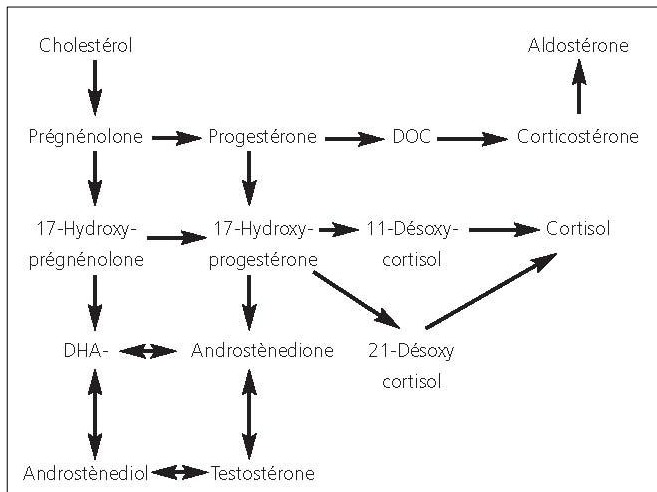 Cholestérol Aldostérone
Prégnénolone Progestérone DOC Corticostérone
17-Hydroxy- 17-Hydroxy- 11-Désoxy- Cortisol
prégnénolone progestérone cortisol
DHA- Androstènedione 21-Désoxy
cortisol
Androstènediol Testostérone